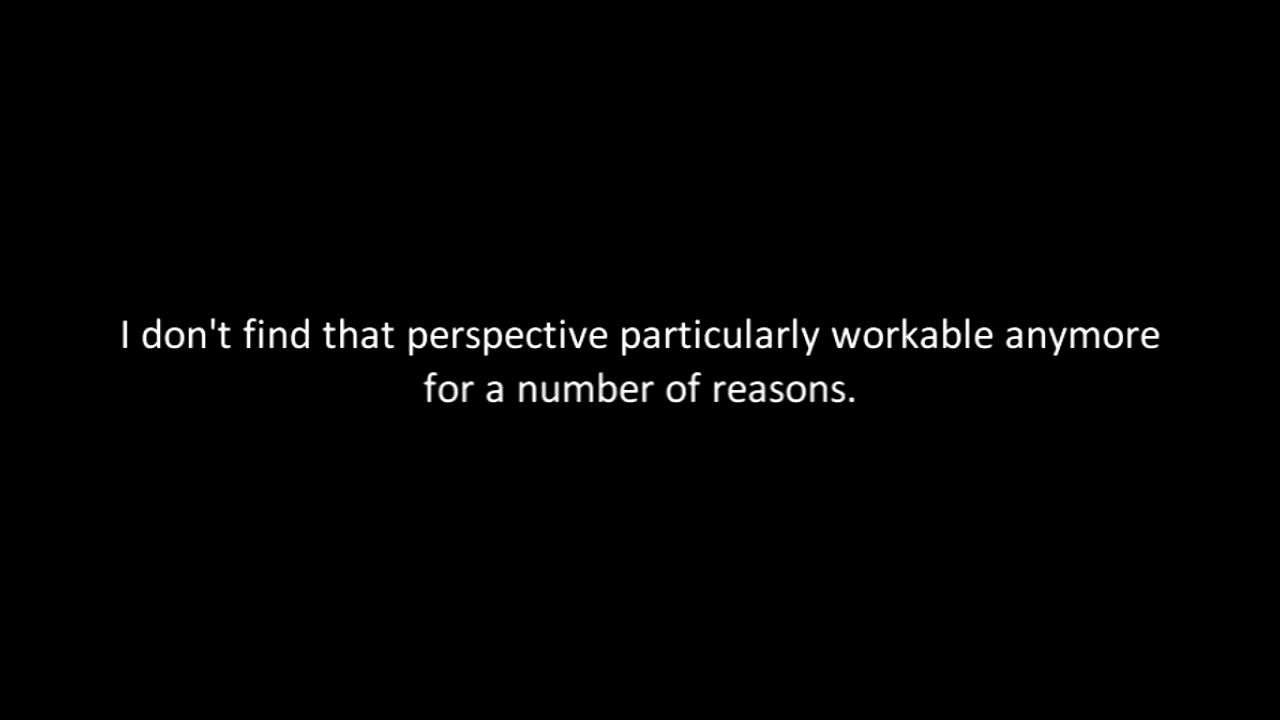 I don't find that perspective particularly workable anymore
for a number of reasons.